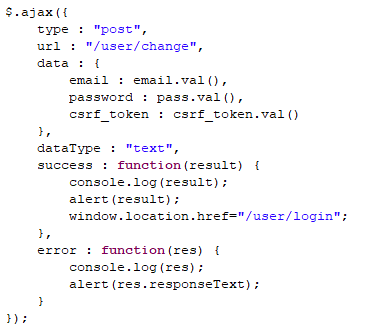 $.ajax({
    type : "post",
    url : "/user/change",
    data : {
        email : email.val(),
        password : pass.val(),
        csrf_token : csrf_token.val()
    },
    dataType : "text",
    success : function(result) {
        console.log(result);
        alert(result);
        window.location.href="/user/login";
    },
    error : function(res) {
        console.log(res);
        alert(res.responseText);
    }
});